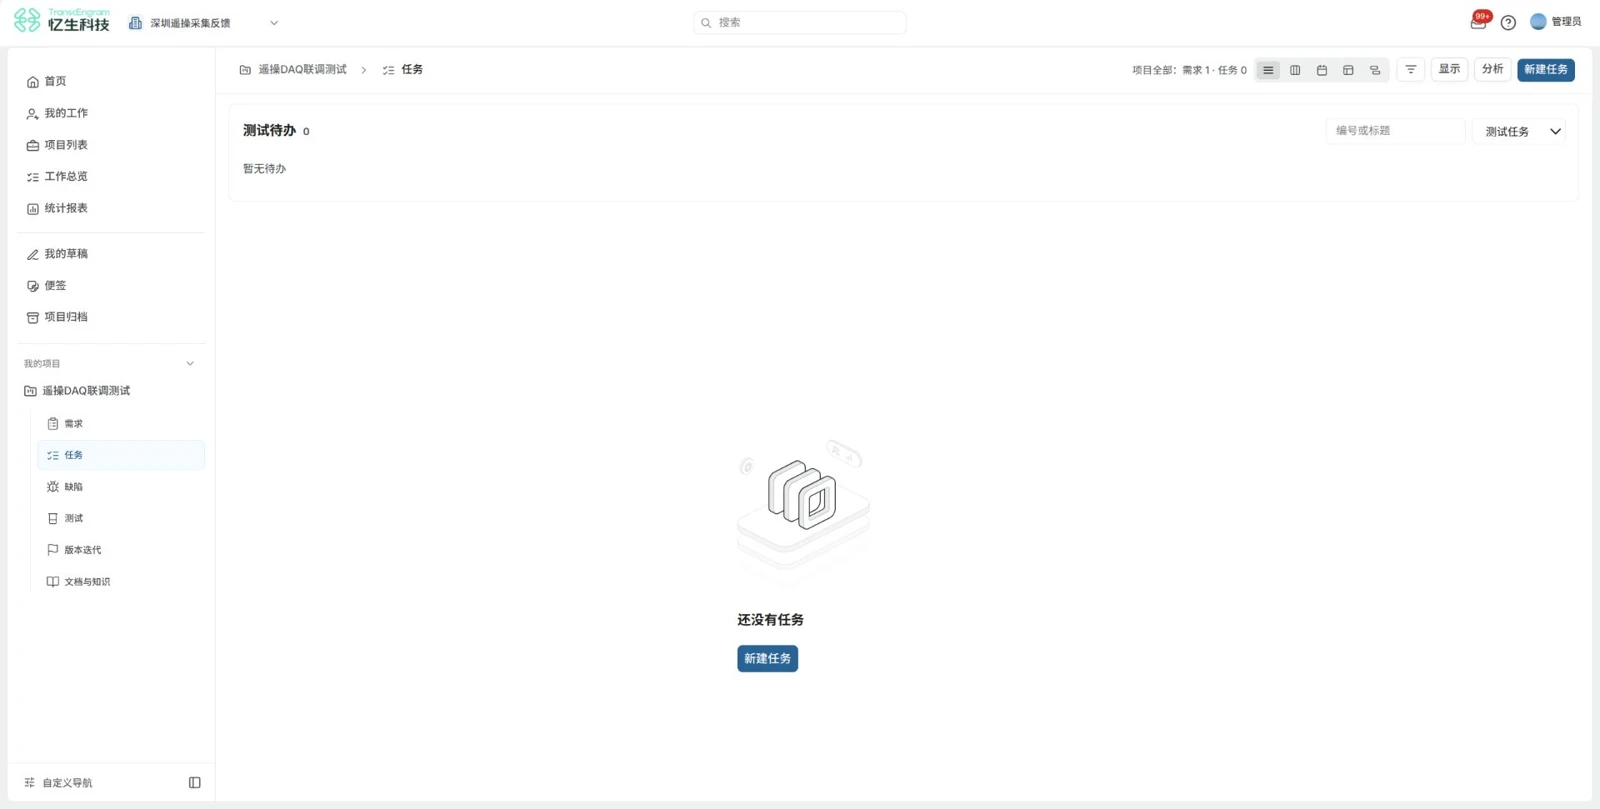 TranscEngram
忆生科技
深圳遥操采集反馈
搜索
99+
管理员
首页
我的工作
项目列表
工作总览
统计报表
我的草稿
便签
项目归档
我的项目
遥操DAQ联调测试
需求
任务
缺陷
测试
版本迭代
文档与知识
自定义导航
遥操DAQ联调测试 > 任务
项目全部：需求 1 · 任务 0
显示
分析
新建任务
测试待办 0
编号或标题
测试任务
暂无待办
还没有任务
新建任务